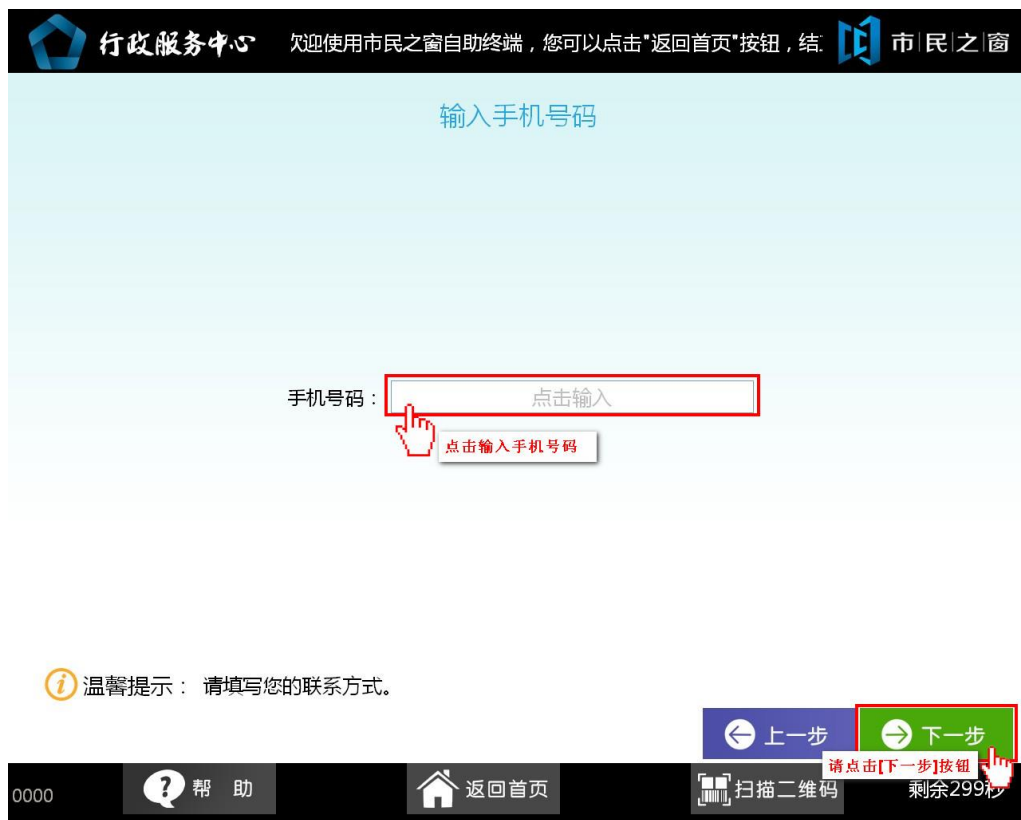 行政服务中心
欢迎使用市民之窗自助终端，您可以点击"返回首页"按钮，结
市民之窗
输入手机号码
手机号码：
点击输入
点击输入手机号码
温馨提示： 请填写您的联系方式。
上一步
下一步
请点击[下一步]按钮
0000
帮 助
返回首页
扫描二维码
剩余299秒